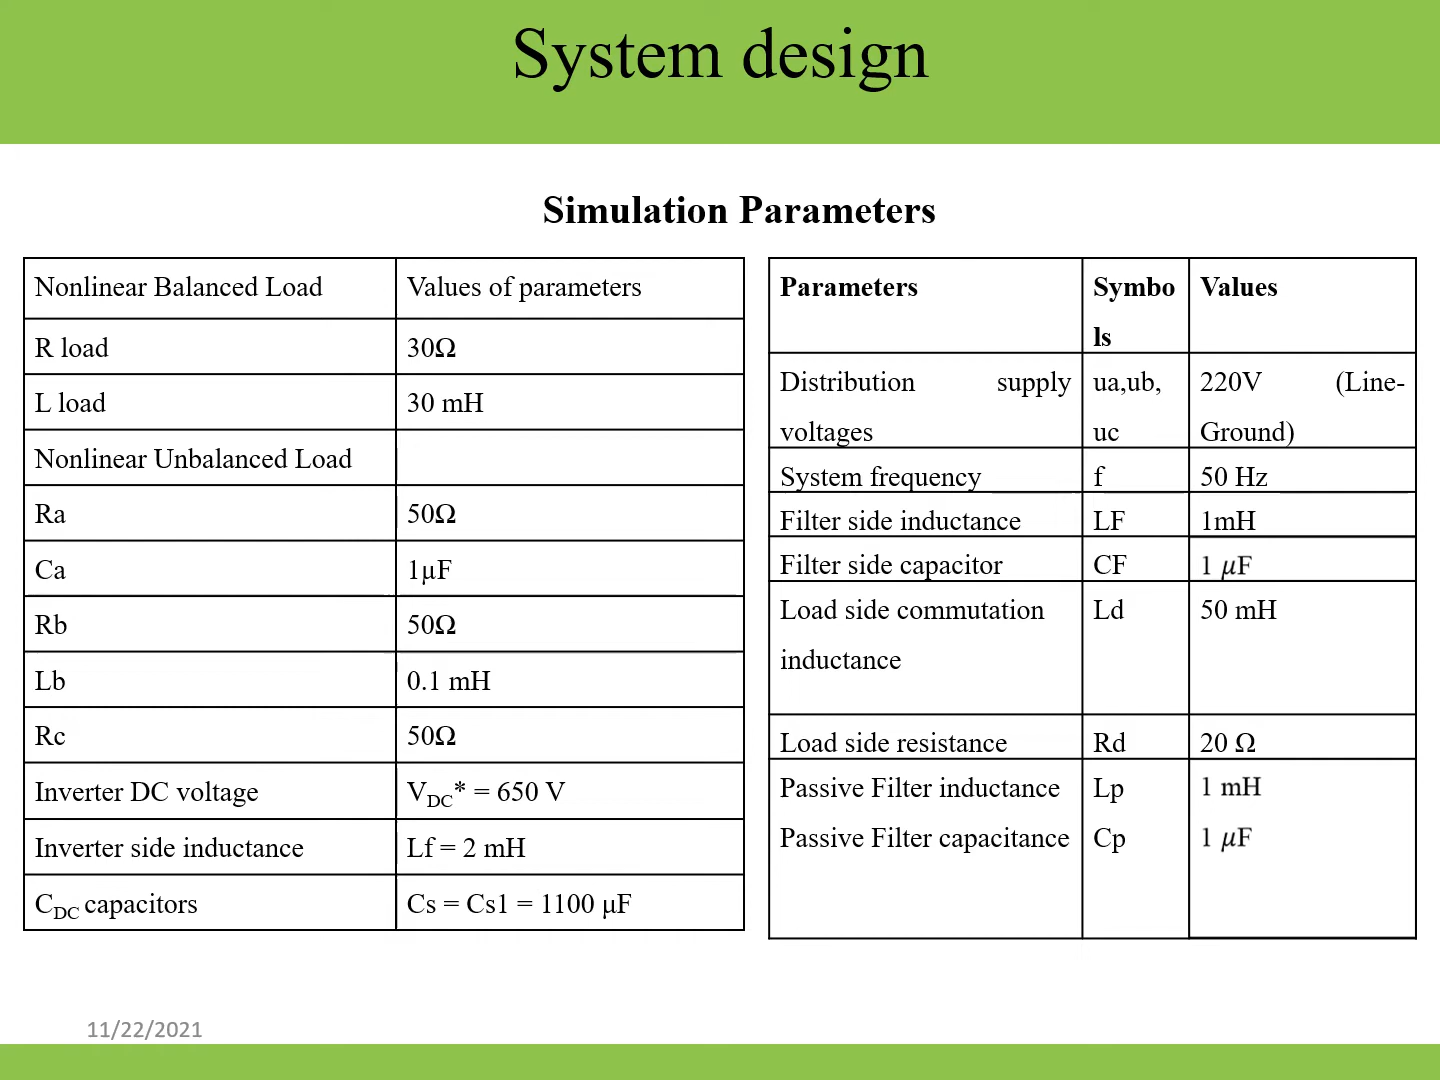 System design
Simulation Parameters
Nonlinear Balanced Load Values of parameters
R load 30Ω
L load 30 mH
Nonlinear Unbalanced Load
Ra 50Ω
Ca 1µF
Rb 50Ω
Lb 0.1 mH
Rc 50Ω
Inverter DC voltage VDC* = 650 V
Inverter side inductance Lf = 2 mH
CDC capacitors Cs = Cs1 = 1100 µF
Parameters Symbo Values
ls
Distribution supply ua,ub, 220V (Line-
voltages uc Ground)
System frequency f 50 Hz
Filter side inductance LF 1mH
Filter side capacitor CF 1 μF
Load side commutation Ld 50 mH
inductance
Load side resistance Rd 20 Ω
Passive Filter inductance Lp 1 mH
Passive Filter capacitance Cp 1 μF
11/22/2021